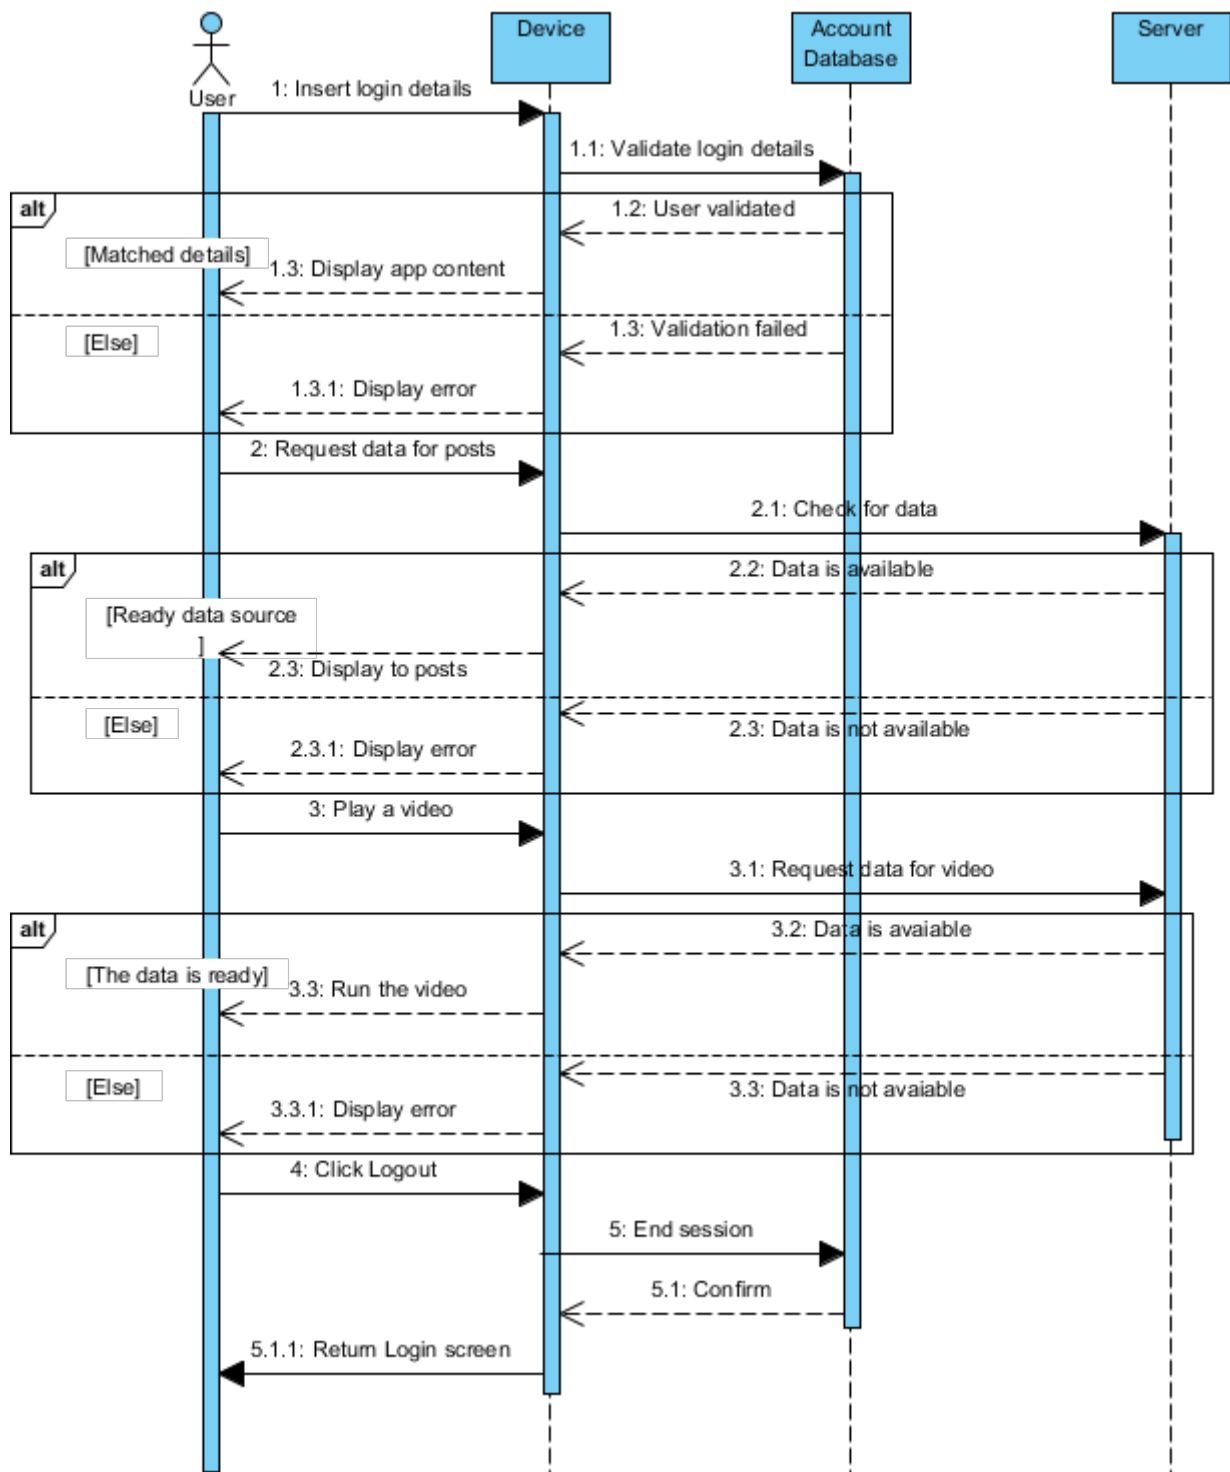 User
Device
Account
Database
Server
1: Insert login details
1.1: Validate login details
alt
1.2: User validated
[Matched details]
1.3: Display app content
[Else]
1.3: Validation failed
1.3.1: Display error
2: Request data for posts
2.1: Check for data
alt
2.2: Data is available
[Ready data source
]
2.3: Display to posts
[Else]
2.3: Data is not available
2.3.1: Display error
3: Play a video
3.1: Request data for video
alt
3.2: Data is avaiable
[The data is ready]
3.3: Run the video
[Else]
3.3: Data is not avaiable
3.3.1: Display error
4: Click Logout
5: End session
5.1: Confirm
5.1.1: Return Login screen